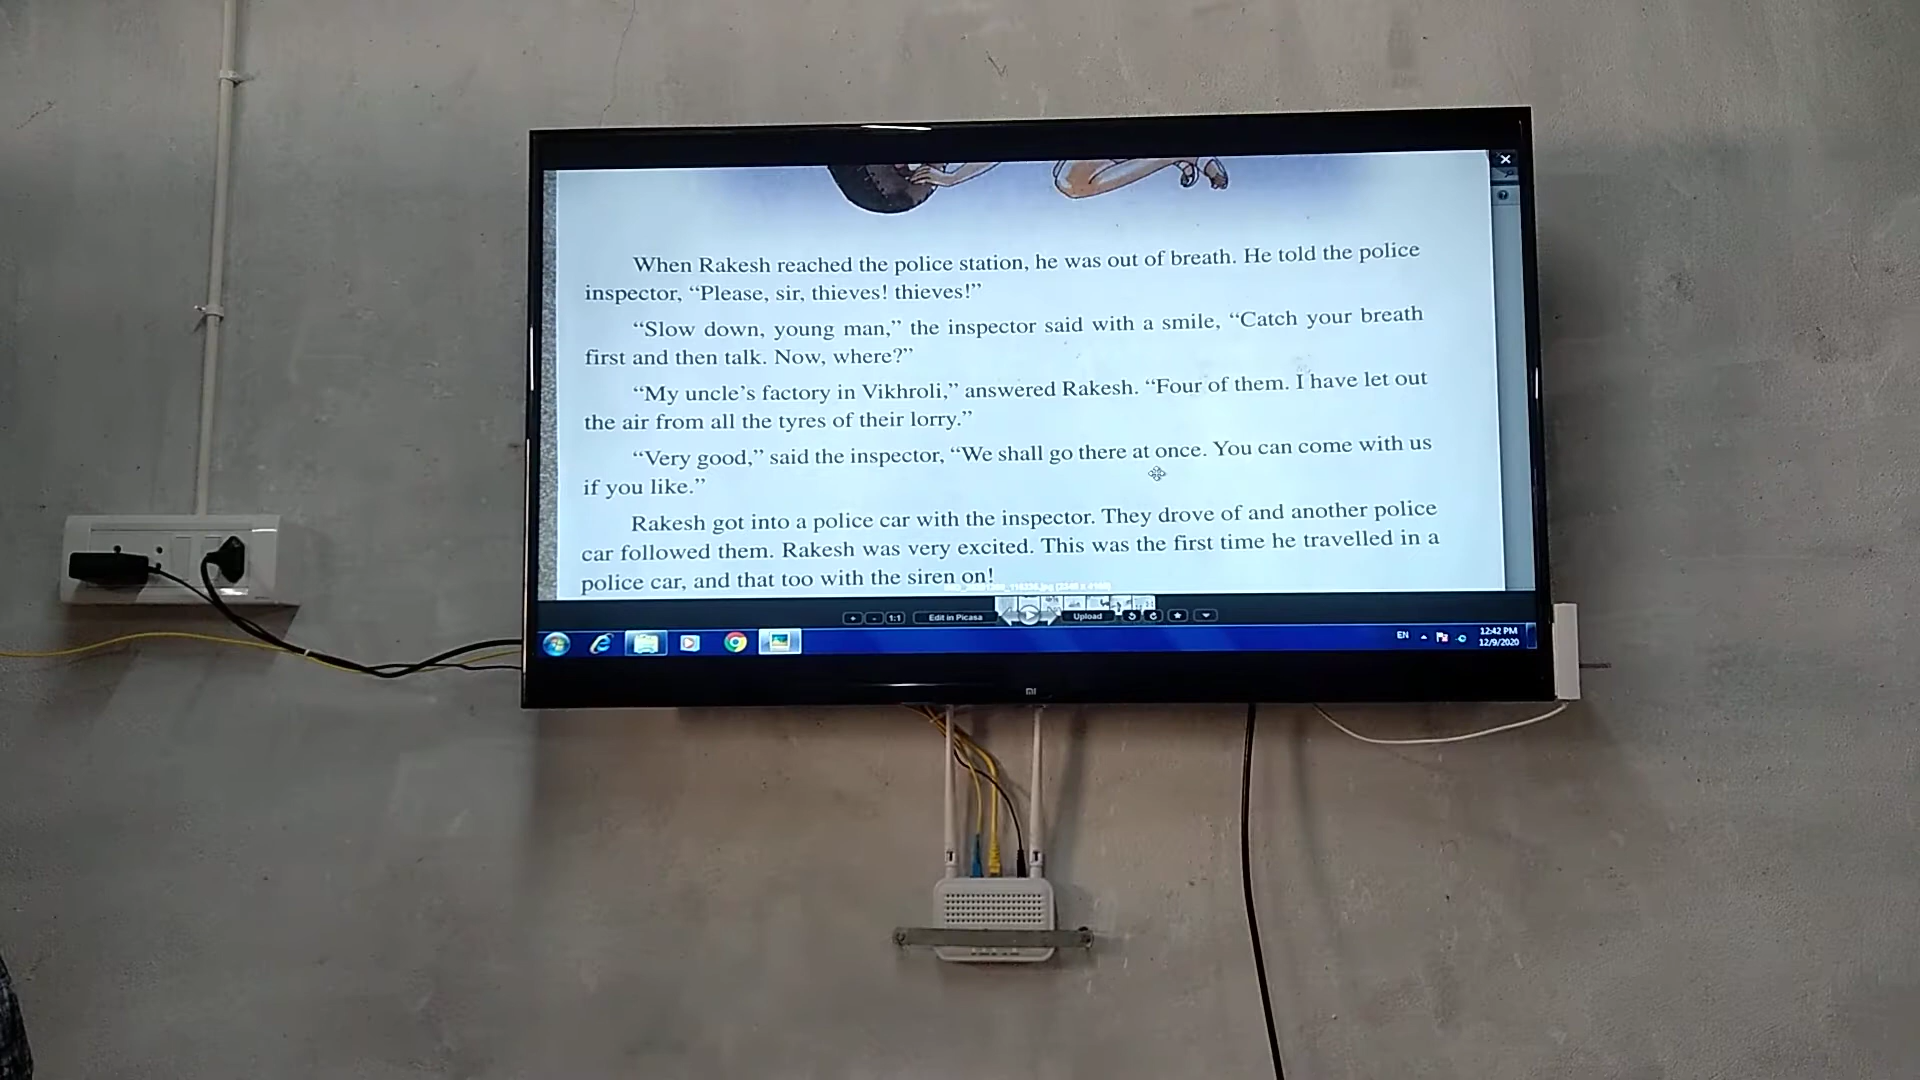 When Rakesh reached the police station, he was out of breath. He told the police
inspector, “Please, sir, thieves! thieves!”
“Slow down, young man,” the inspector said with a smile, “Catch your breath
first and then talk. Now, where?”
“My uncle’s factory in Vikhroli,” answered Rakesh. “Four of them. I have let out
the air from all the tyres of their lorry.”
“Very good,” said the inspector, “We shall go there at once. You can come with us
if you like.”
Rakesh got into a police car with the inspector. They drove of and another police
car followed them. Rakesh was very excited. This was the first time he travelled in a
police car, and that too with the siren on!
1:1 Edit in Picasa Upload
EN 12:42 PM
12/9/2020
mi